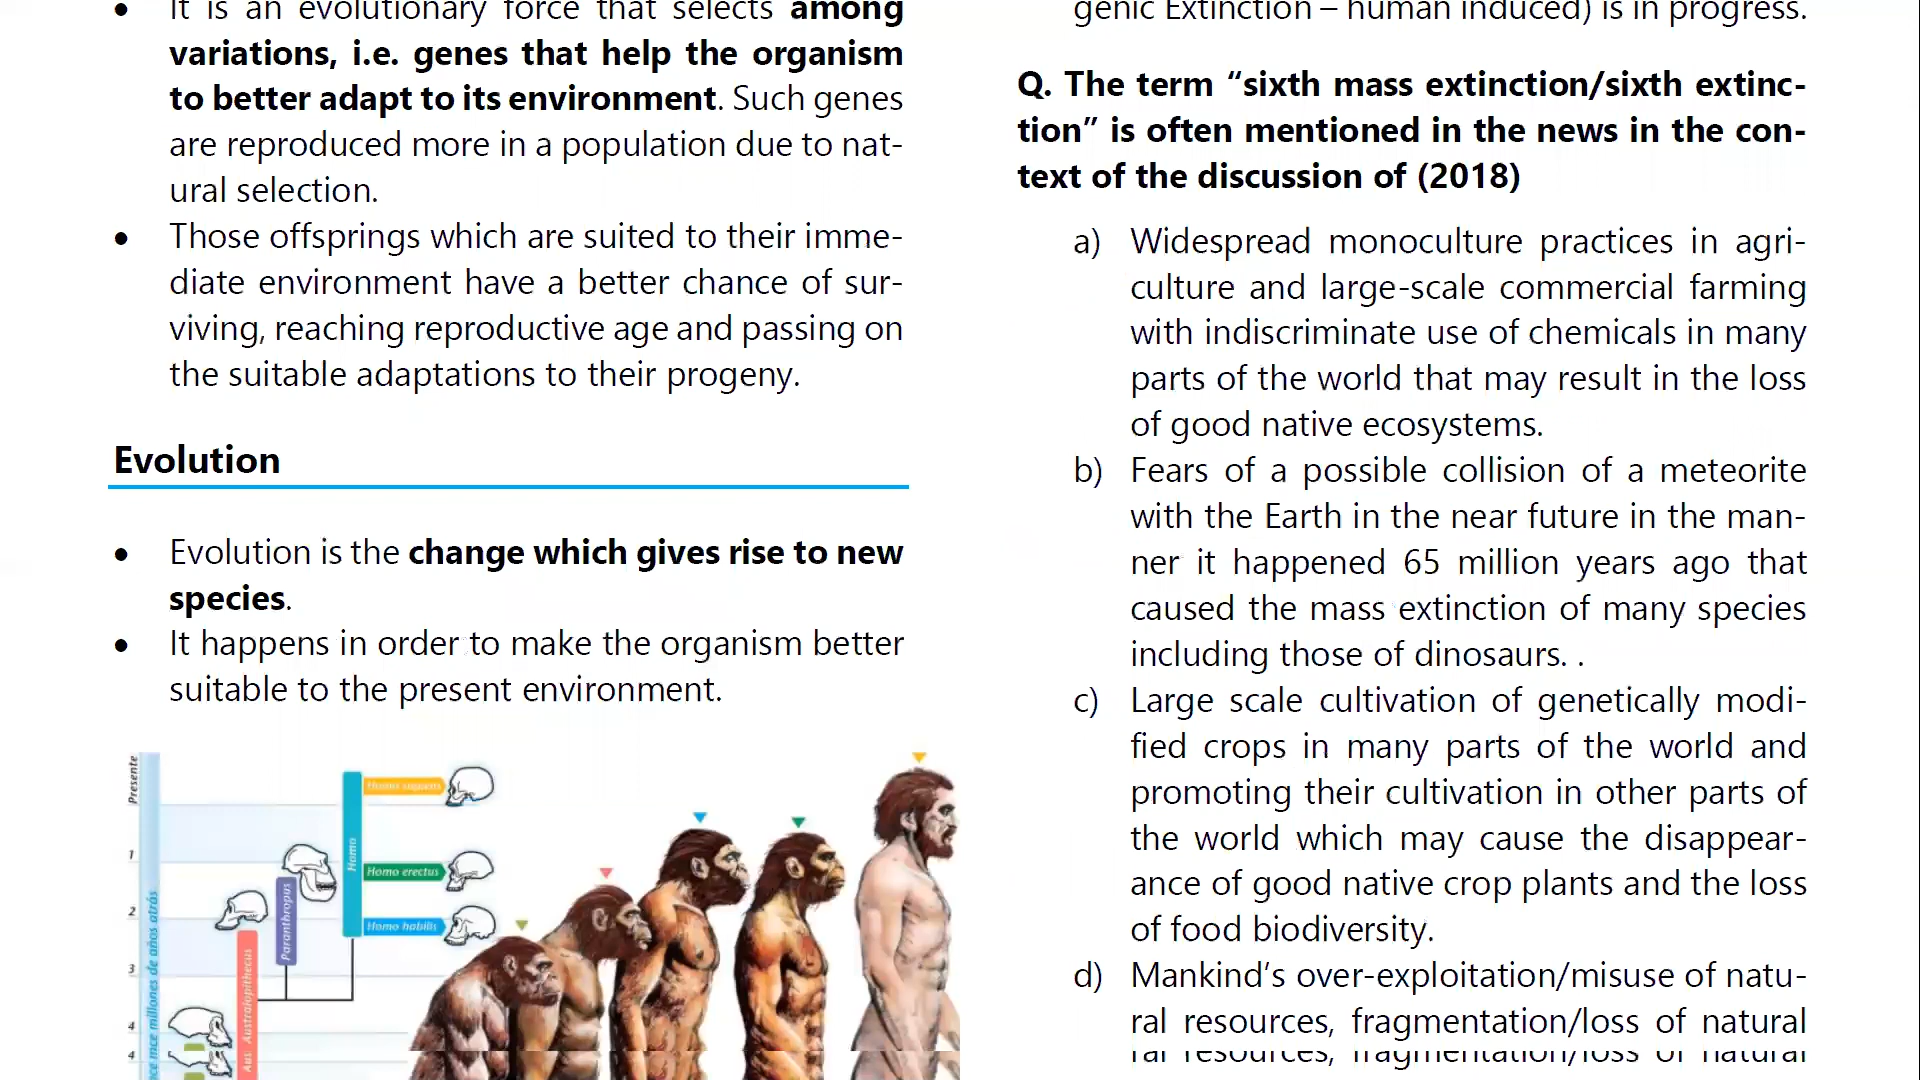 It is an evolutionary force that selects among
variations, i.e. genes that help the organism
to better adapt to its environment. Such genes
are reproduced more in a population due to nat-
ural selection.
Those offsprings which are suited to their imme-
diate environment have a better chance of sur-
viving, reaching reproductive age and passing on
the suitable adaptations to their progeny.
Evolution
Evolution is the change which gives rise to new
species.
It happens in order to make the organism better
suitable to the present environment.
Presente
1
2
3
4
4
millones de años atrás
Aus
Australopithecus
Paranthropus
Homo
Homo sapiens
Homo erectus
Homo habilis
genic Extinction – human induced) is in progress.
Q. The term “sixth mass extinction/sixth extinc-
tion” is often mentioned in the news in the con-
text of the discussion of (2018)
a) Widespread monoculture practices in agri-
culture and large-scale commercial farming
with indiscriminate use of chemicals in many
parts of the world that may result in the loss
of good native ecosystems.
b) Fears of a possible collision of a meteorite
with the Earth in the near future in the man-
ner it happened 65 million years ago that
caused the mass extinction of many species
including those of dinosaurs. .
c) Large scale cultivation of genetically modi-
fied crops in many parts of the world and
promoting their cultivation in other parts of
the world which may cause the disappear-
ance of good native crop plants and the loss
of food biodiversity.
d) Mankind’s over-exploitation/misuse of natu-
ral resources, fragmentation/loss of natural
ral resources, fragmentation/loss of natural